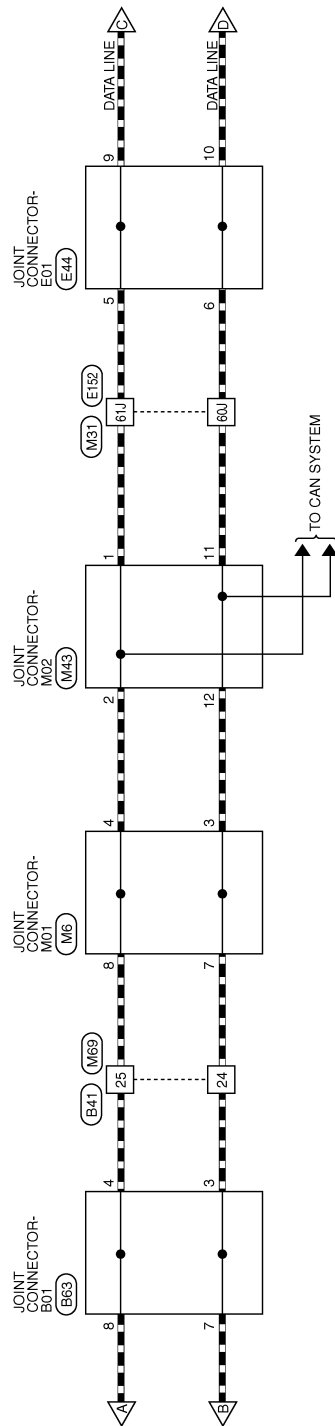 A
B
8
7
JOINT
CONNECTOR-
B01
B63
4
3
B41
M69
25
24
8
7
JOINT
CONNECTOR-
M01
M6
4
3
2
12
JOINT
CONNECTOR-
M02
M43
1
11
TO CAN SYSTEM
M31
E152
61J
60J
5
6
JOINT
CONNECTOR-
E01
E44
9
10
DATA LINE
DATA LINE
C
D